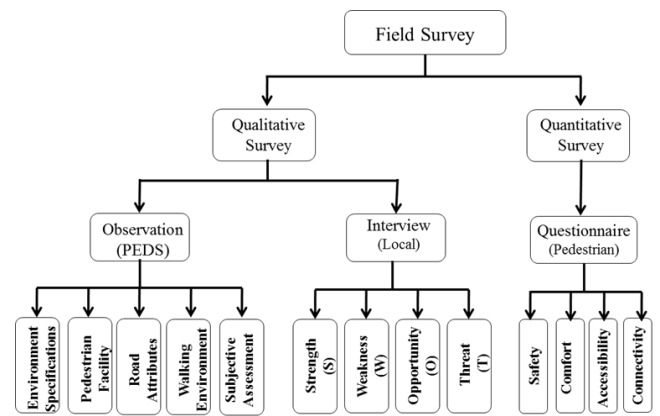 Field Survey
Qualitative
Survey
Quantitative
Survey
Observation
(PEDS)
Interview
(Local)
Questionnaire
(Pedestrian)
Environment
Specifications
Pedestrian
Facility
Road
Attributes
Walking
Environment
Subjective
Assessment
Strength
(S)
Weakness
(W)
Opportunity
(O)
Threat
(T)
Safety
Comfort
Accessibility
Connectivity